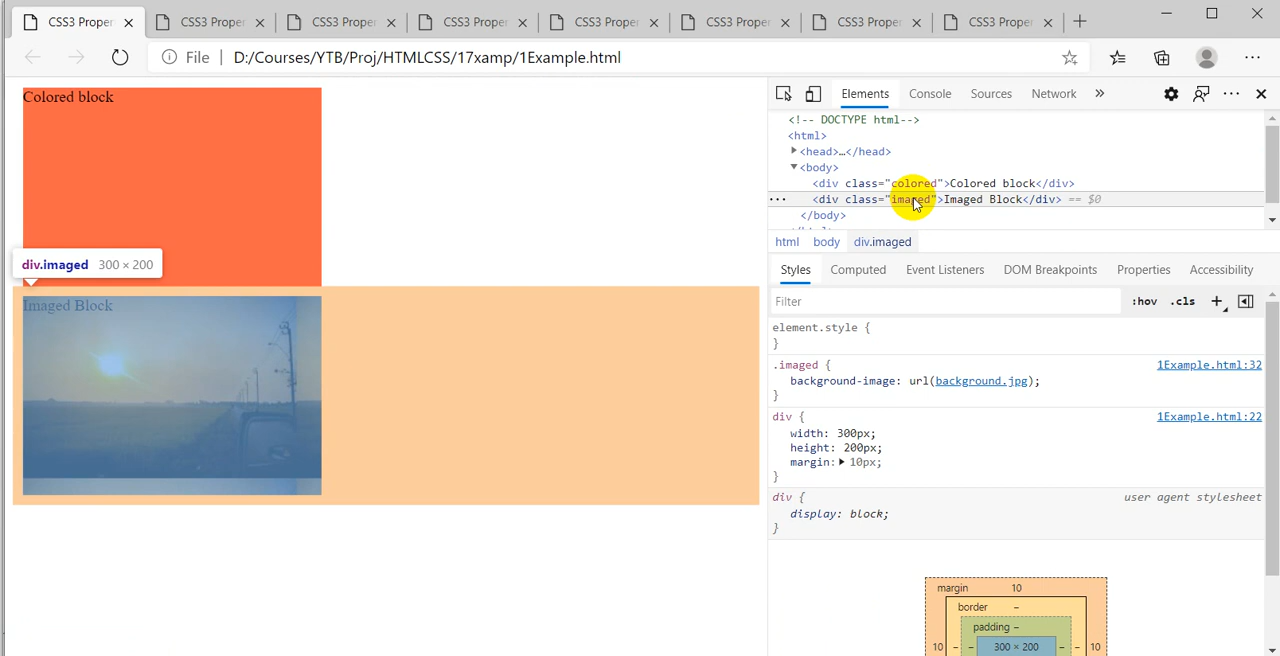 CSS3 Proper CSS3 Proper CSS3 Proper CSS3 Proper CSS3 Proper CSS3 Proper CSS3 Proper CSS3 Proper
File D:/Courses/YTB/Proj/HTMLCSS/17xamp/1Example.html
Colored block
div.imaged 300 × 200
Imaged Block
Elements Console Sources Network »
<!-- DOCTYPE html-->
<html>
<head>…</head>
<body>
<div class="colored">Colored block</div>
<div class="imaged">Imaged Block</div> == $0
</body>
html body div.imaged
Styles Computed Event Listeners DOM Breakpoints Properties Accessibility
Filter :hov .cls +
element.style {
}
.imaged { 1Example.html:32
background-image: url(background.jpg);
}
div { 1Example.html:22
width: 300px;
height: 200px;
margin: 10px;
}
div { user agent stylesheet
display: block;
}
margin 10
border –
padding –
10 – – 300 × 200 – – 10